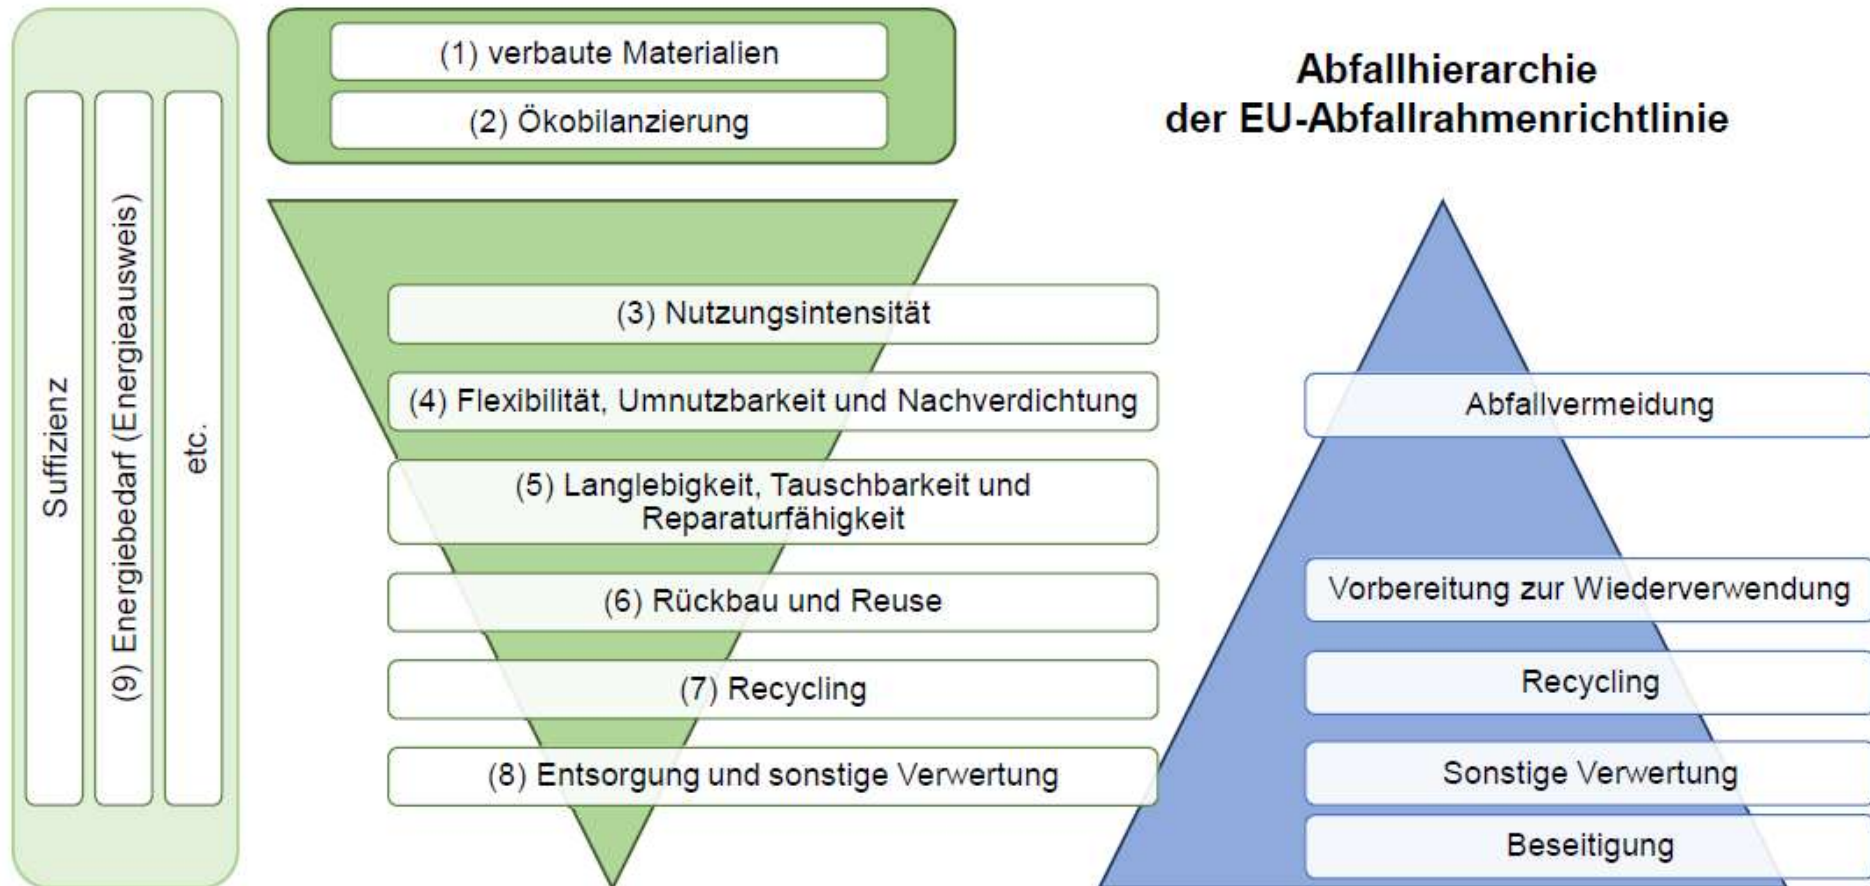 Suffizienz
(9) Energiebedarf (Energieausweis)
etc.
(1) verbaute Materialien
(2) Ökobilanzierung
(3) Nutzungsintensität
(4) Flexibilität, Umnutzbarkeit und Nachverdichtung
(5) Langlebigkeit, Tauschbarkeit und
Reparaturfähigkeit
(6) Rückbau und Reuse
(7) Recycling
(8) Entsorgung und sonstige Verwertung
Abfallhierarchie
der EU-Abfallrahmenrichtlinie
Abfallvermeidung
Vorbereitung zur Wiederverwendung
Recycling
Sonstige Verwertung
Beseitigung